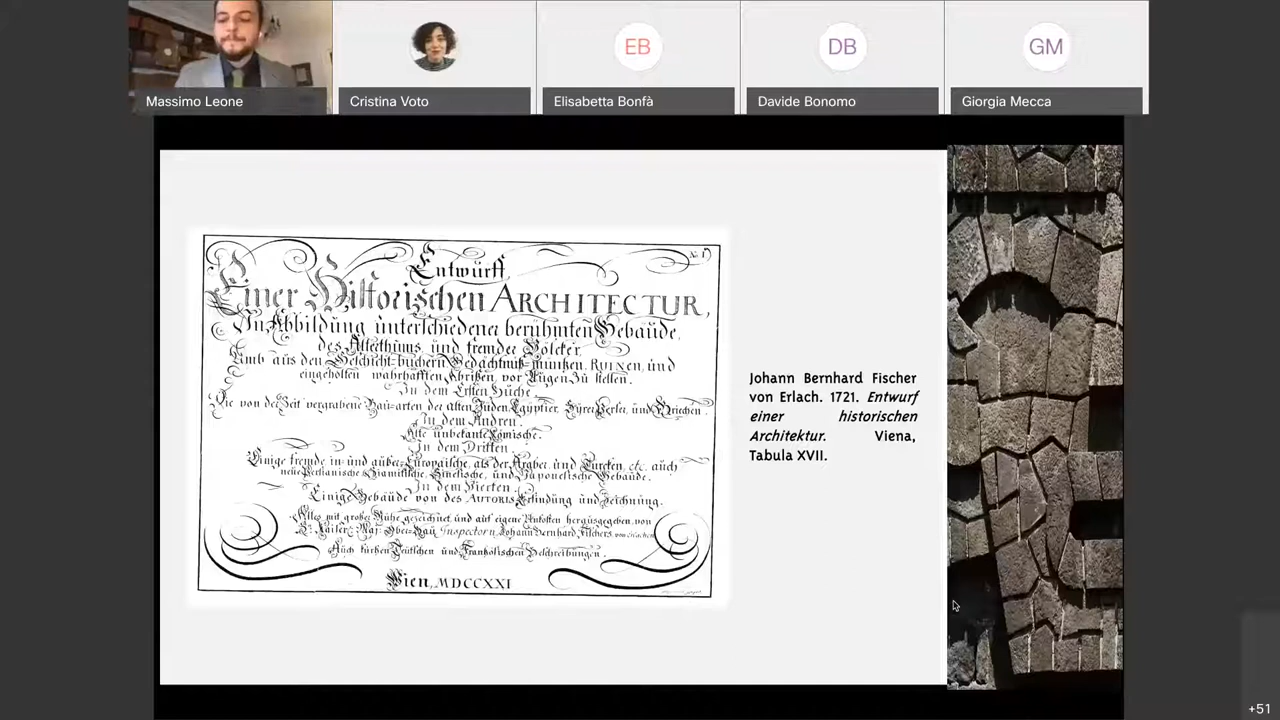 EB
DB
GM
Massimo Leone
Cristina Voto
Elisabetta Bonfà
Davide Bonomo
Giorgia Mecca
Entwürff
Einer Historischen ARCHITECTUR,
In Abbildung unterschiedener berühmten Gebäude,
des Alterthums und fremder Völcker,
Umb aus den Geschicht-büchern, Gedächtnüß-müntzen, RUINEN, und
eingeholten wahrhafften Abrißen, vor Augen zu stellen.
In dem Ersten Buche.
Die von der Zeit vergrabene Bau-arten der Alten Jüden, Egyptier, Syrer, Perser, und Griechen.
In dem Andren.
Alte unbekante Römische.
In dem Dritten
Einige fremde, in- und außer-Europäische, als der Araber, und Türcken, etc. auch
neue Persianische, Siamitische, Sinesische, und Japonesische Gebäude.
In dem Vierten.
Einige Gebäude von des AUTORIS Erfindung und Zeichnung.
Alles mit großer Mühe gezeichnet, und auf eigene Unkosten herausgegeben, von
Kaiser: Maj: Ober-Bau Inspectorn, Johann Bernhard Fischers, von Erlachen
Auch kurtzen Teutschen und Frantzösischen Beschreibungen.
Wien, MDCCXXI
Johann Bernhard Fischer
von Erlach. 1721. Entwurf
einer historischen
Architektur. Viena,
Tabula XVII.
+51